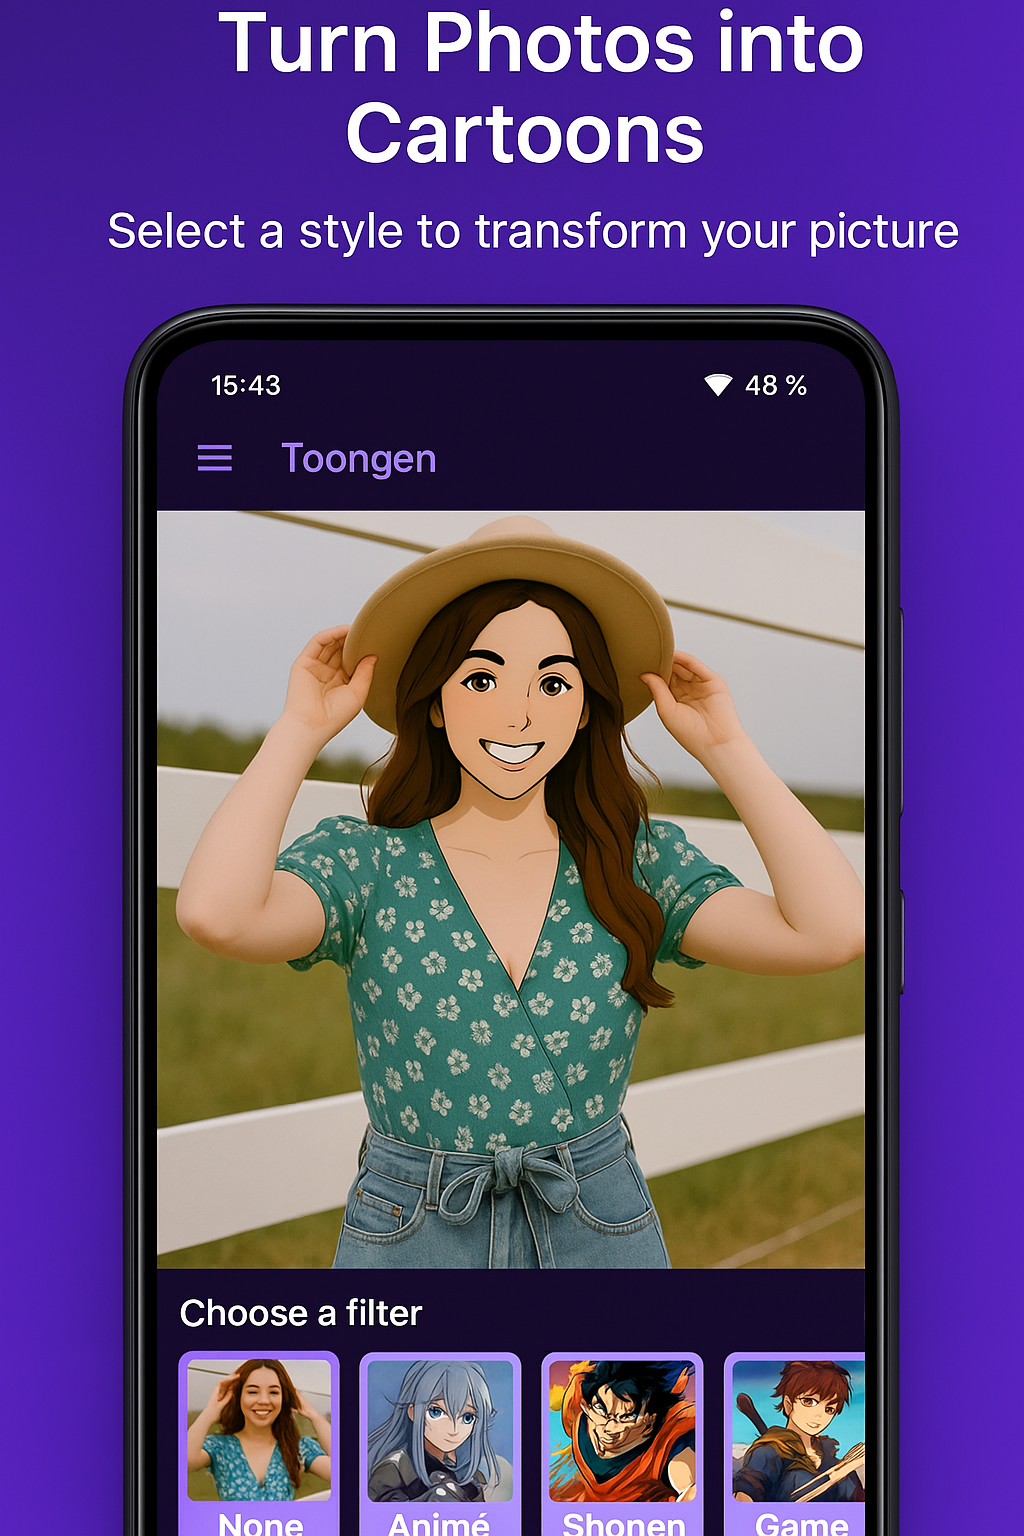 Turn Photos into
Cartoons
Select a style to transform your picture
15:43 48 %
Toongen
Choose a filter
None Animé Shonen Game